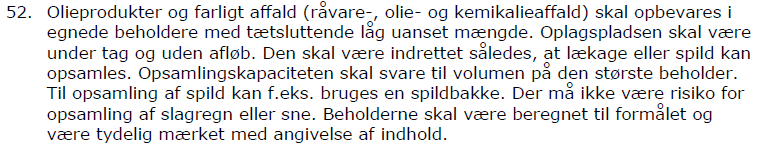 52. Olieprodukter og farligt affald (råvare-, olie- og kemikalieaffald) skal opbevares i
egnede beholdere med tætsluttende låg uanset mængde. Oplagspladsen skal være
under tag og uden afløb. Den skal være indrettet således, at lækage eller spild kan
opsamles. Opsamlingskapaciteten skal svare til volumen på den største beholder.
Til opsamling af spild kan f.eks. bruges en spildbakke. Der må ikke være risiko for
opsamling af slagregn eller sne. Beholderne skal være beregnet til formålet og
være tydelig mærket med angivelse af indhold.